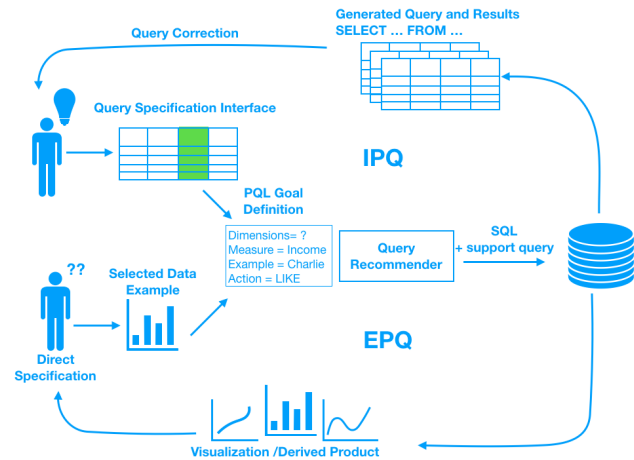 Query Correction
Generated Query and Results
SELECT ... FROM ...
Query Specification Interface
IPQ
PQL Goal
Definition
Dimensions= ?
Measure = Income
Example = Charlie
Action = LIKE
Query
Recommender
SQL
+ support query
??
Selected Data
Example
EPQ
Direct
Specification
Visualization /Derived Product